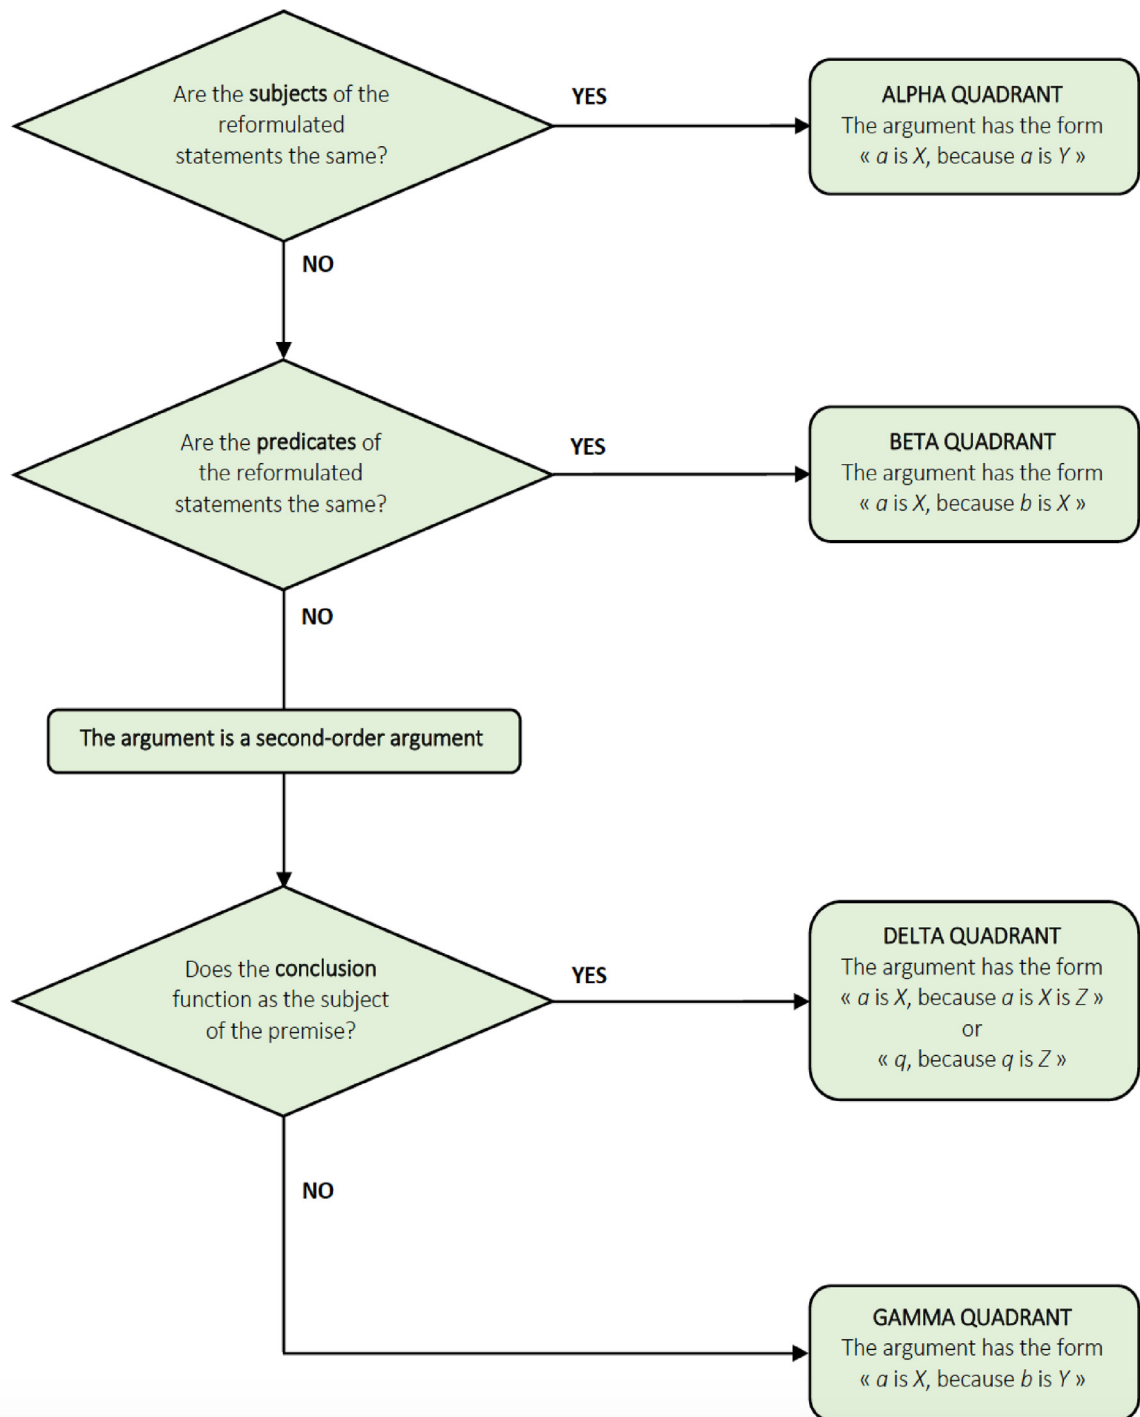 Are the subjects of the
reformulated
statements the same?
YES
ALPHA QUADRANT
The argument has the form
« a is X, because a is Y »
NO
Are the predicates of
the reformulated
statements the same?
YES
BETA QUADRANT
The argument has the form
« a is X, because b is X »
NO
The argument is a second-order argument
Does the conclusion
function as the subject
of the premise?
YES
DELTA QUADRANT
The argument has the form
« a is X, because a is X is Z »
or
« q, because q is Z »
NO
GAMMA QUADRANT
The argument has the form
« a is X, because b is Y »